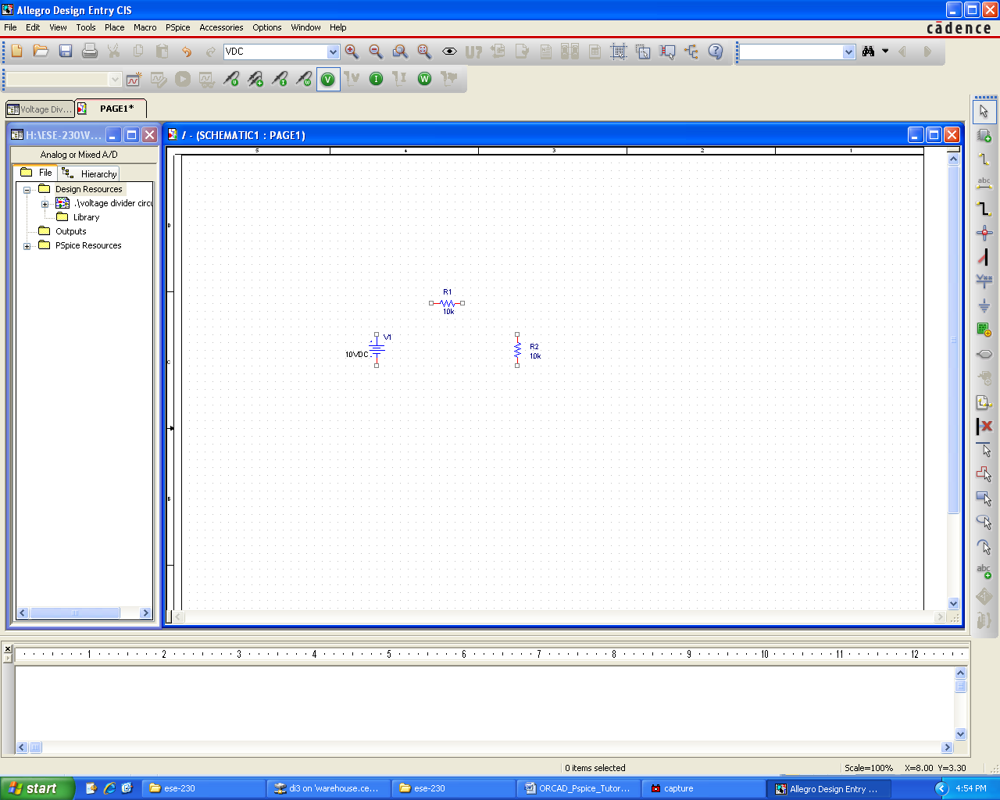 Allegro Design Entry CIS
File Edit View Tools Place Macro PSpice Accessories Options Window Help
cādence
VDC
Voltage Div...
PAGE1*
H:\ESE-230\V...
/ - (SCHEMATIC1 : PAGE1)
Analog or Mixed A/D
File
Hierarchy
Design Resources
.\voltage divider circu
Library
Outputs
PSpice Resources
5 4 3 2 1
D
C
B
R1
10k
V1
10VDC
R2
10k
1 2 3 4 5 6 7 8 9 10 11 12
0 items selected
Scale=100% X=8.00 Y=3.30
start
ese-230
di3 on 'warehouse.ce...
ese-230
ORCAD_Pspice_Tutor...
capture
Allegro Design Entry ...
4:54 PM